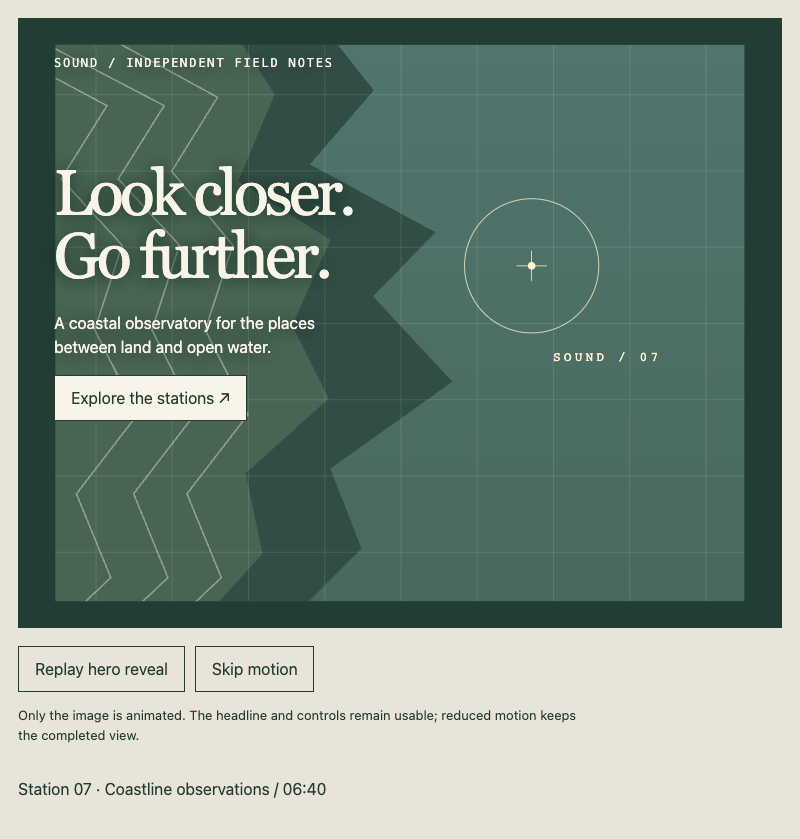 SOUND / INDEPENDENT FIELD NOTES
Look closer.
Go further.
A coastal observatory for the places
between land and open water.
Explore the stations ↗
SOUND / 07
Replay hero reveal
Skip motion
Only the image is animated. The headline and controls remain usable; reduced motion keeps
the completed view.
Station 07 · Coastline observations / 06:40